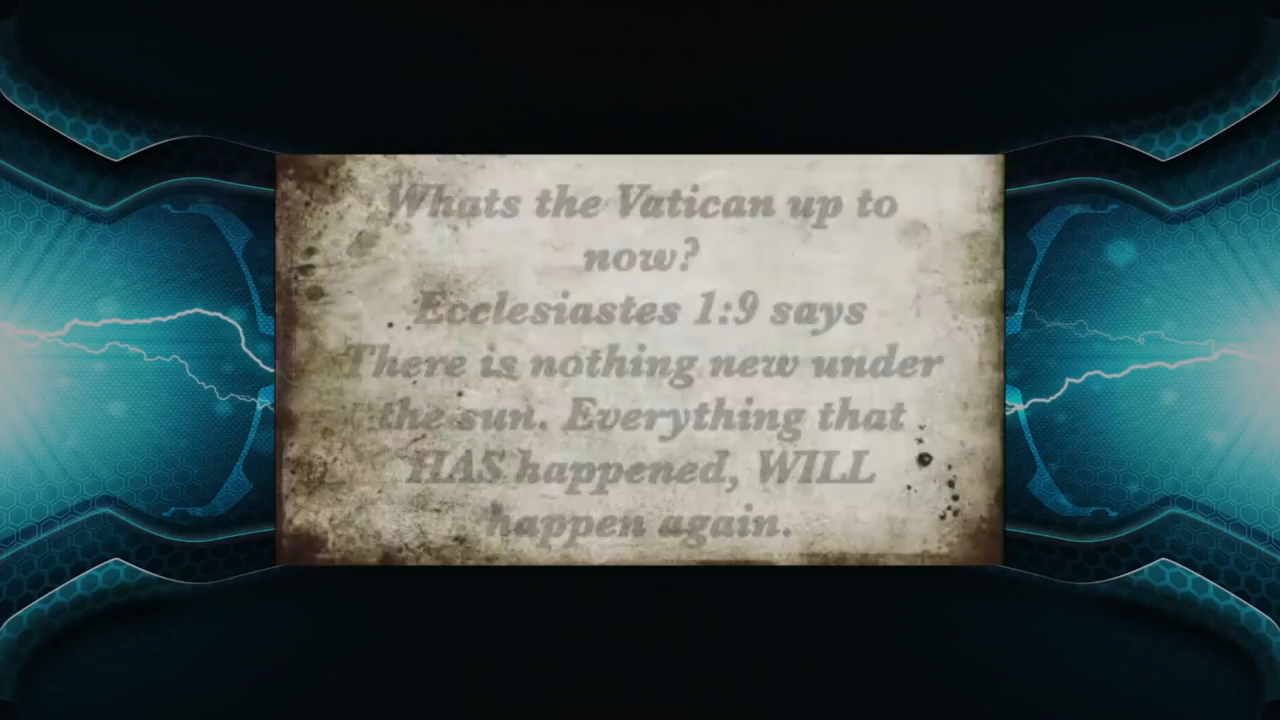 Whats the Vatican up to
now?
Ecclesiastes 1:9 says
There is nothing new under
the sun. Everything that
HAS happened, WILL
happen again.